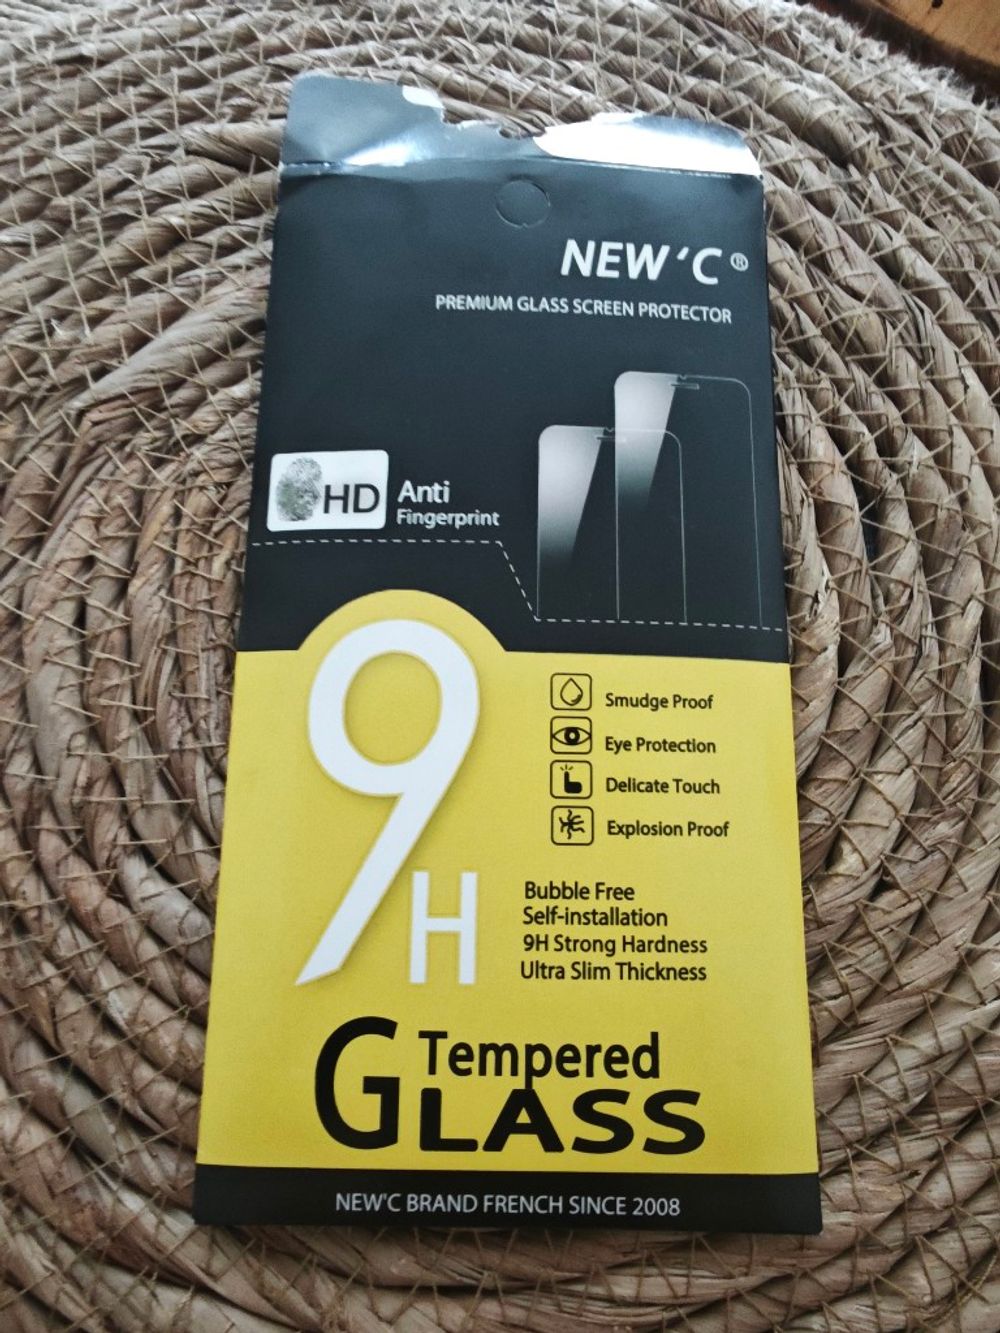 NEW 'C ®
PREMIUM GLASS SCREEN PROTECTOR
HD
Anti
Fingerprint
9H
Smudge Proof
Eye Protection
Delicate Touch
Explosion Proof
Bubble Free
Self-installation
9H Strong Hardness
Ultra Slim Thickness
Tempered
GLASS
NEW'C BRAND FRENCH SINCE 2008